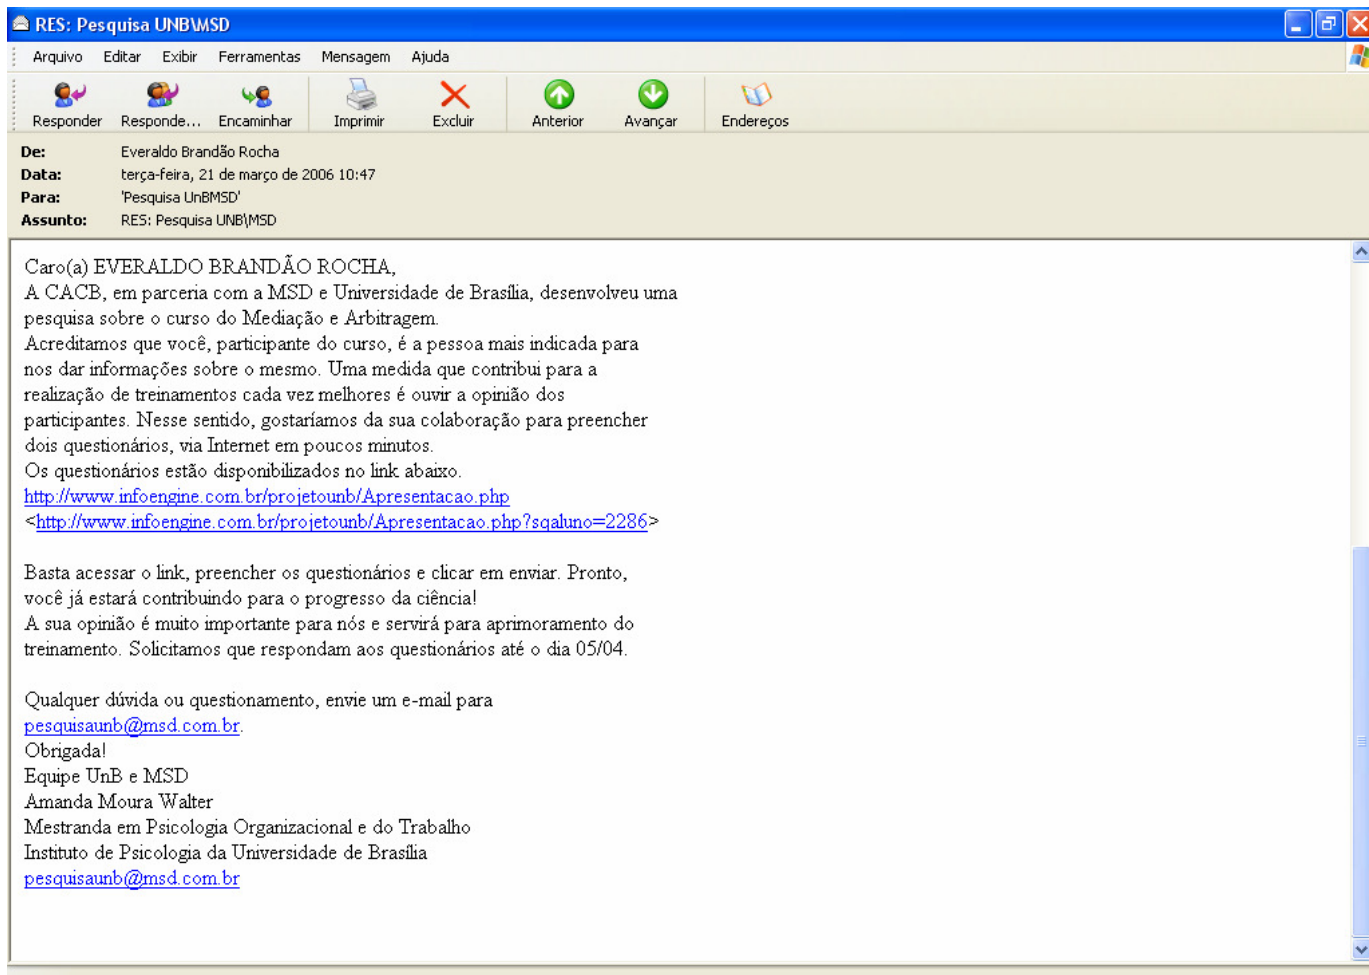 RES: Pesquisa UNB\MSD
Arquivo Editar Exibir Ferramentas Mensagem Ajuda
Responder Responde... Encaminhar Imprimir Excluir Anterior Avançar Endereços
De: Everaldo Brandão Rocha
Data: terça-feira, 21 de março de 2006 10:47
Para: 'Pesquisa UnBMSD'
Assunto: RES: Pesquisa UNB\MSD
Caro(a) EVERALDO BRANDÃO ROCHA,
A CACB, em parceria com a MSD e Universidade de Brasília, desenvolveu uma
pesquisa sobre o curso do Mediação e Arbitragem.
Acreditamos que você, participante do curso, é a pessoa mais indicada para
nos dar informações sobre o mesmo. Uma medida que contribui para a
realização de treinamentos cada vez melhores é ouvir a opinião dos
participantes. Nesse sentido, gostaríamos da sua colaboração para preencher
dois questionários, via Internet em poucos minutos.
Os questionários estão disponibilizados no link abaixo.
http://www.infoengine.com.br/projetounb/Apresentacao.php
<http://www.infoengine.com.br/projetounb/Apresentacao.php?sqaluno=2286>
Basta acessar o link, preencher os questionários e clicar em enviar. Pronto,
você já estará contribuindo para o progresso da ciência!
A sua opinião é muito importante para nós e servirá para aprimoramento do
treinamento. Solicitamos que respondam aos questionários até o dia 05/04.
Qualquer dúvida ou questionamento, envie um e-mail para
pesquisaunb@msd.com.br.
Obrigada!
Equipe UnB e MSD
Amanda Moura Walter
Mestranda em Psicologia Organizacional e do Trabalho
Instituto de Psicologia da Universidade de Brasília
pesquisaunb@msd.com.br